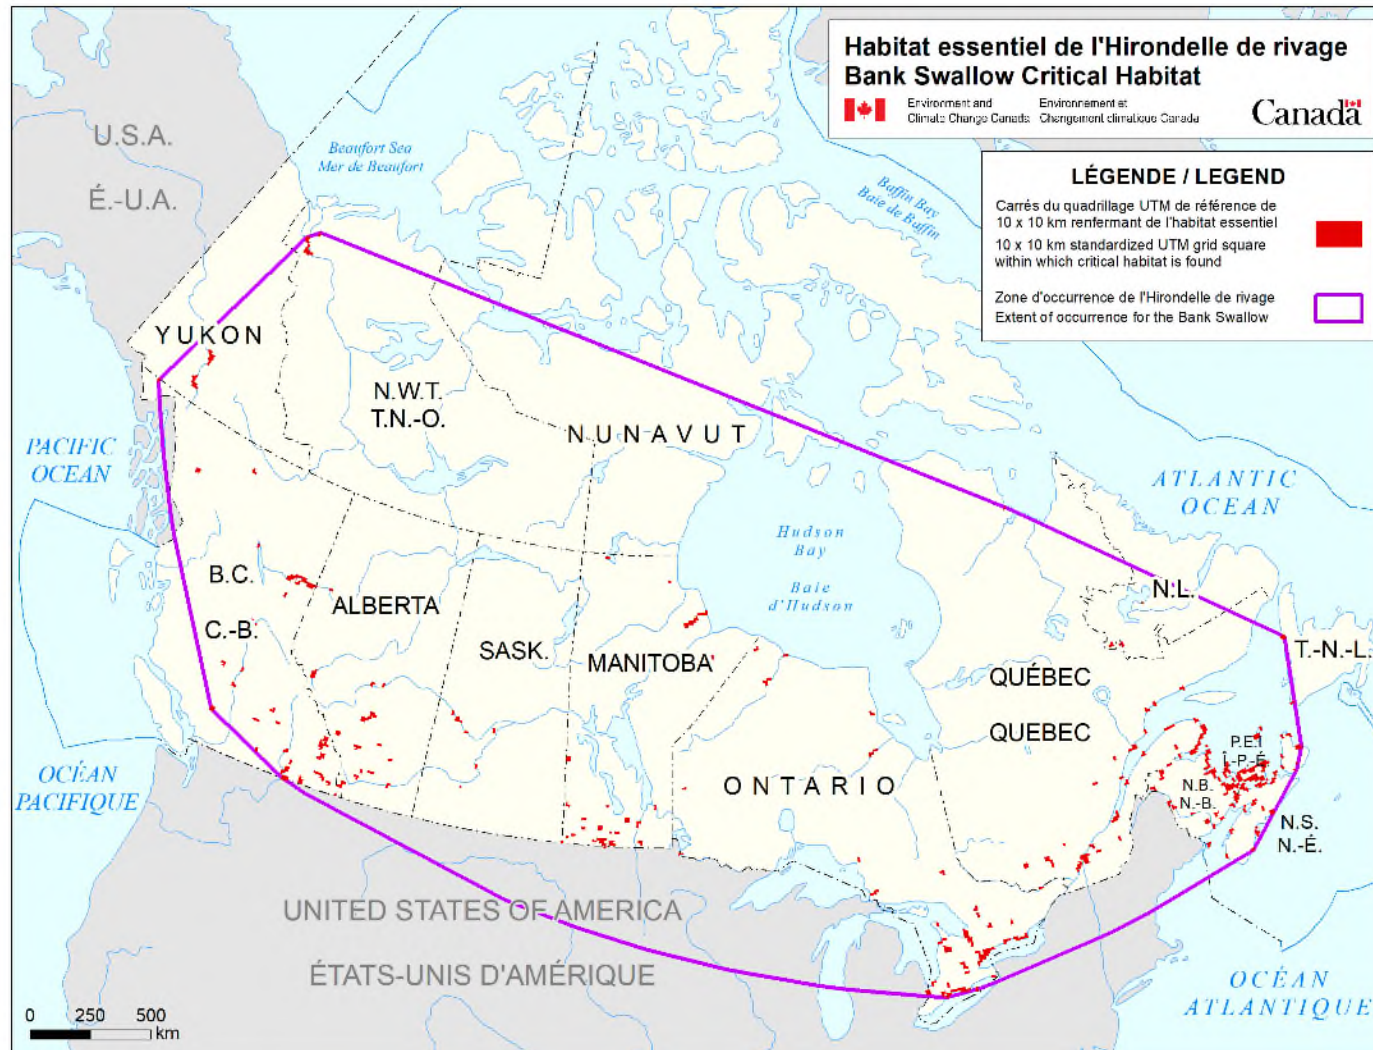 Habitat essentiel de l'Hirondelle de rivage
Bank Swallow Critical Habitat
Environment and
Climate Change Canada
Environnement et
Changement climatique Canada
Canada
LÉGENDE / LEGEND
Carrés du quadrillage UTM de référence de
10 x 10 km renfermant de l'habitat essentiel
10 x 10 km standardized UTM grid square
within which critical habitat is found
Zone d'occurrence de l'Hirondelle de rivage
Extent of occurrence for the Bank Swallow
U.S.A.
É.-U.A.
Beaufort Sea
Mer de Beaufort
Baffin Bay
Baie de Baffin
YUKON
N.W.T.
T.N.-O.
NUNAVUT
PACIFIC
OCEAN
ATLANTIC
OCEAN
Hudson
Bay
Baie
d'Hudson
B.C.
C.-B.
ALBERTA
SASK.
MANITOBA
N.L.
T.-N.-L.
QUÉBEC
QUEBEC
ONTARIO
P.E.I
Î.-P.-É.
N.B.
N.-B.
N.S.
N.-É.
OCÉAN
PACIFIQUE
UNITED STATES OF AMERICA
ÉTATS-UNIS D'AMÉRIQUE
OCÉAN
ATLANTIQUE
0 250 500
km